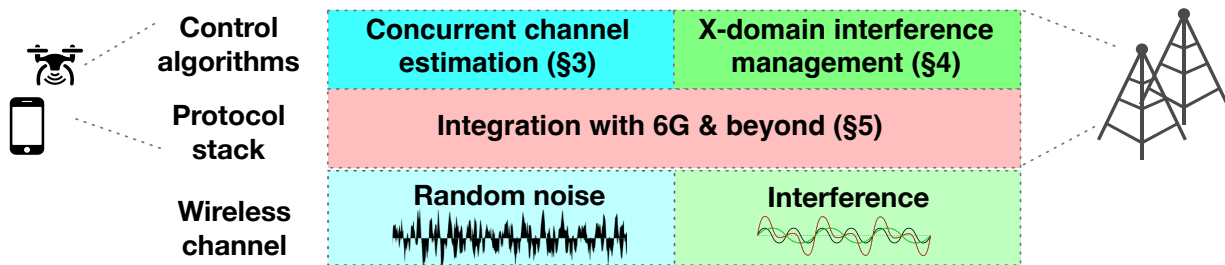 Control
algorithms
Concurrent channel
estimation (§3)
X-domain interference
management (§4)
Protocol
stack
Integration with 6G & beyond (§5)
Wireless
channel
Random noise
Interference